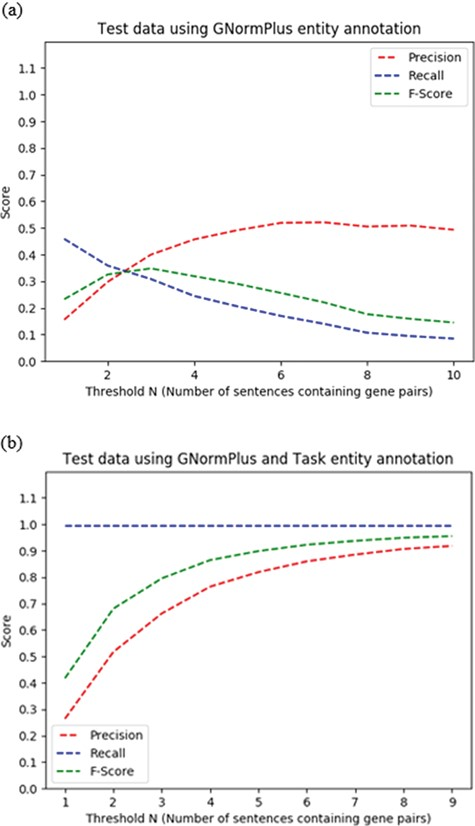 (a)
Test data using GNormPlus entity annotation
Precision
Recall
F-Score
1.1
1.0
0.9
0.8
0.7
0.6
0.5
0.4
0.3
0.2
0.1
0.0
Score
2 4 6 8 10
Threshold N (Number of sentences containing gene pairs)
(b)
Test data using GNormPlus and Task entity annotation
1.1
1.0
0.9
0.8
0.7
0.6
0.5
0.4
0.3
0.2
0.1
0.0
Score
Precision
Recall
F-Score
1 2 3 4 5 6 7 8 9
Threshold N (Number of sentences containing gene pairs)